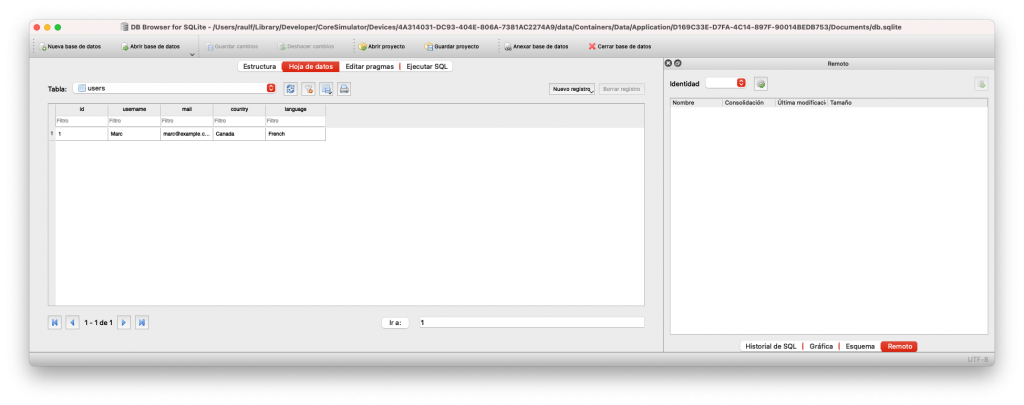 DB Browser for SQLite - /Users/raulf/Library/Developer/CoreSimulator/Devices/4A314031-DC93-404E-806A-7381AC2274A9/data/Containers/Data/Application/D169C33E-D7FA-4C14-897F-90014BEDB753/Documents/db.sqlite
Nueva base de datos Abrir base de datos Guardar cambios Deshacer cambios Abrir proyecto Guardar proyecto Anexar base de datos Cerrar base de datos
Estructura Hoja de datos Editar pragmas Ejecutar SQL
Tabla: users Nuevo registro Borrar registro
id username mail country language
Filtro Filtro Filtro Filtro Filtro
1 1 Marc marc@example.c... Canada French
1 - 1 de 1 Ir a: 1
Remoto
Identidad
Nombre Consolidación Última modificaci Tamaño
Historial de SQL Gráfica Esquema Remoto
UTF-8